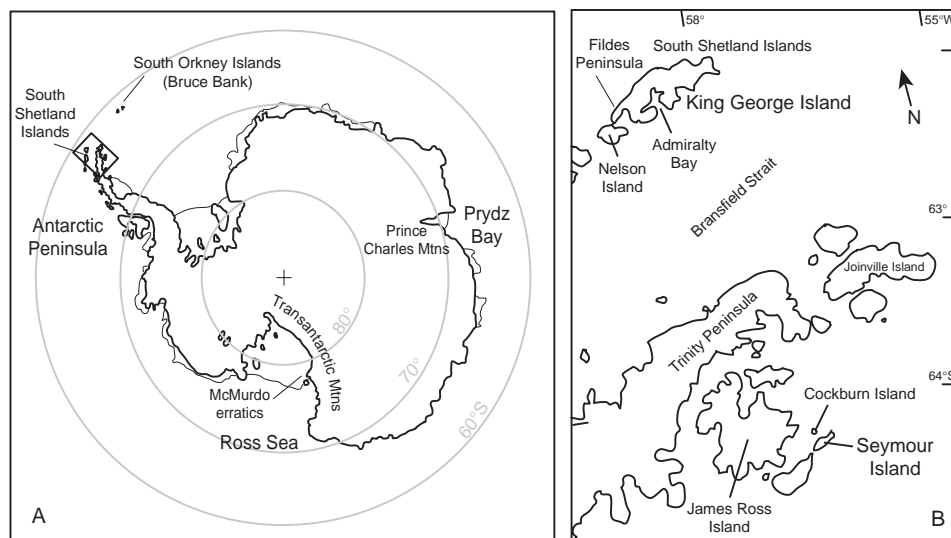 South Orkney Islands
(Bruce Bank)
South
Shetland
Islands
Antarctic
Peninsula
Prince
Charles Mtns
Prydz
Bay
Transantarctic Mtns
80°
70°
60°S
McMurdo
erratics
Ross Sea
A
58°
55°W
Fildes
Peninsula
South Shetland Islands
King George Island
N
Admiralty
Bay
Nelson
Island
Bransfield Strait
63°
Joinville Island
Trinity Peninsula
64°S
Cockburn Island
Seymour
Island
James Ross
Island
B